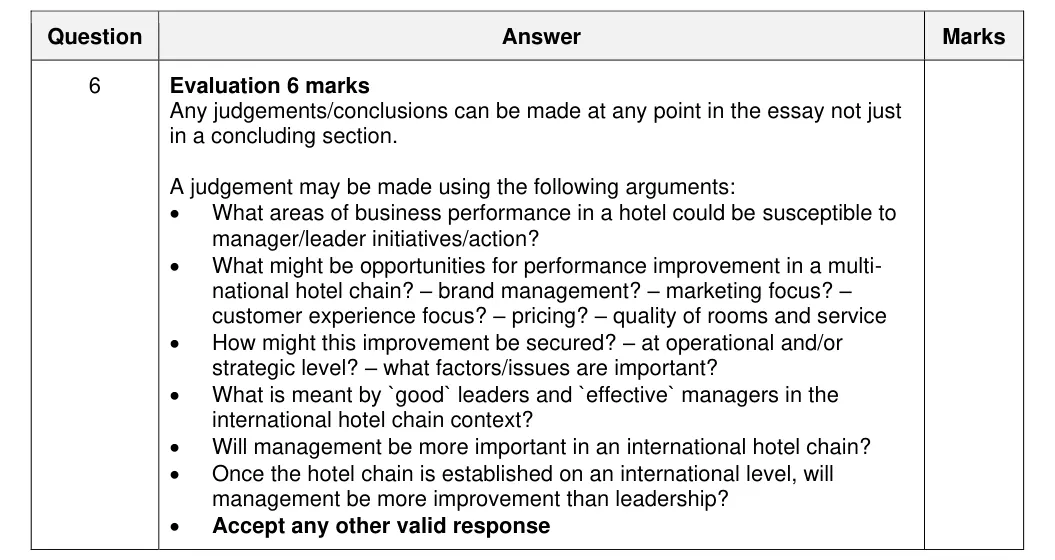 Question Answer Marks
6 Evaluation 6 marks
Any judgements/conclusions can be made at any point in the essay not just
in a concluding section.
A judgement may be made using the following arguments:
• What areas of business performance in a hotel could be susceptible to
manager/leader initiatives/action?
• What might be opportunities for performance improvement in a multi-
national hotel chain? – brand management? – marketing focus? –
customer experience focus? – pricing? – quality of rooms and service
• How might this improvement be secured? – at operational and/or
strategic level? – what factors/issues are important?
• What is meant by `good` leaders and `effective` managers in the
international hotel chain context?
• Will management be more important in an international hotel chain?
• Once the hotel chain is established on an international level, will
management be more improvement than leadership?
• Accept any other valid response